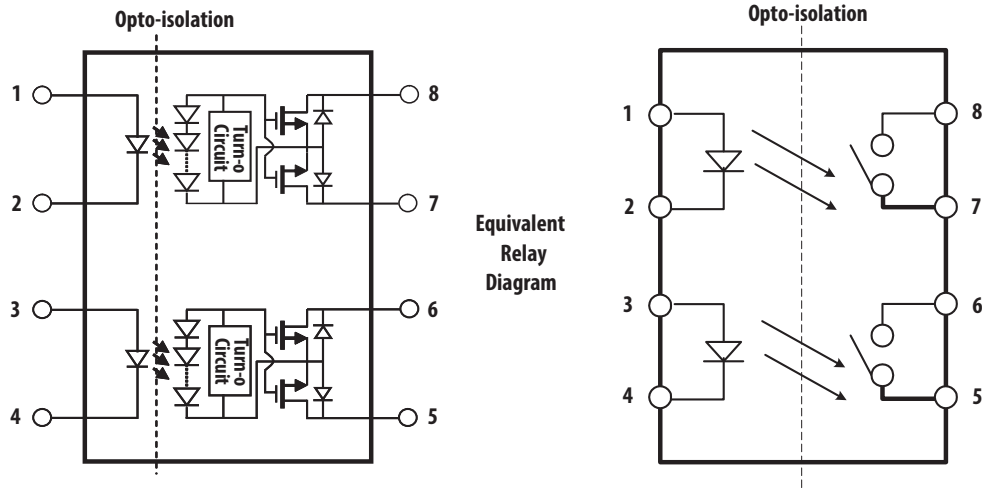 Opto-isolation
1
2
3
4
8
7
6
5
Turn-o
Circuit
Turn-o
Circuit
Equivalent
Relay
Diagram
Opto-isolation
1
2
3
4
8
7
6
5